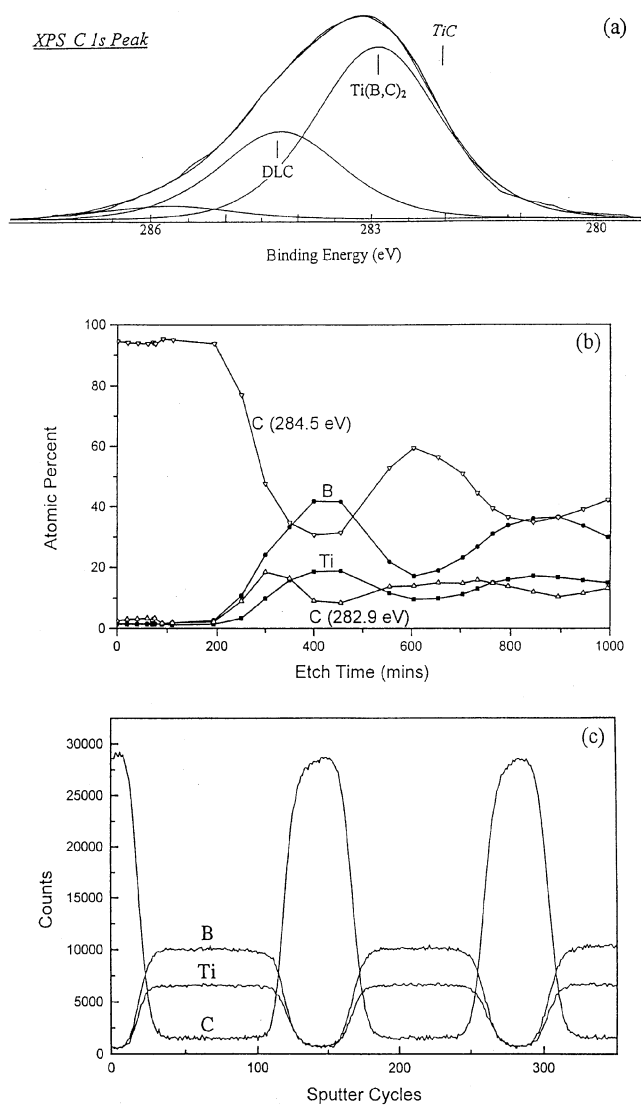 (a)
XPS C 1s Peak
TiC
Ti(B,C)₂
DLC
286 283 280
Binding Energy (eV)
(b)
100
80
60
40
20
0
Atomic Percent
C (284.5 eV)
B
Ti
C (282.9 eV)
0 200 400 600 800 1000
Etch Time (mins)
(c)
30000
25000
20000
15000
10000
5000
0
Counts
B
Ti
C
0 100 200 300
Sputter Cycles